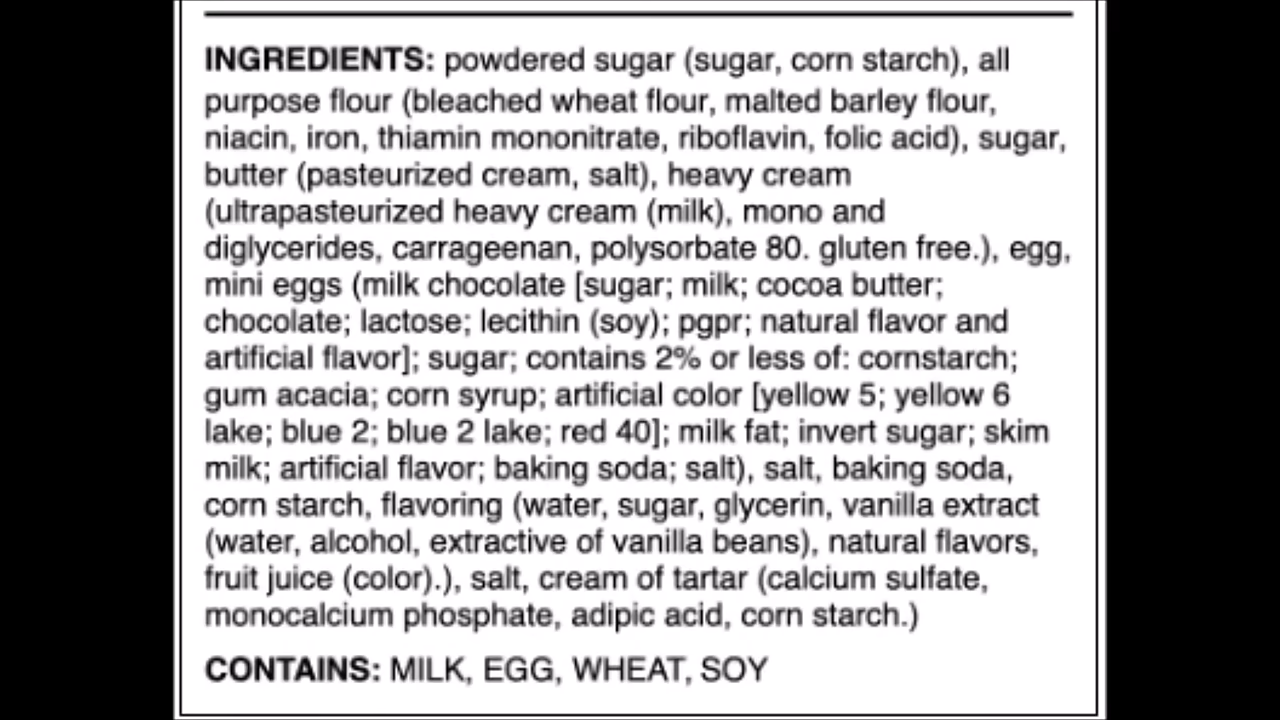 INGREDIENTS: powdered sugar (sugar, corn starch), all
purpose flour (bleached wheat flour, malted barley flour,
niacin, iron, thiamin mononitrate, riboflavin, folic acid), sugar,
butter (pasteurized cream, salt), heavy cream
(ultrapasteurized heavy cream (milk), mono and
diglycerides, carrageenan, polysorbate 80. gluten free.), egg,
mini eggs (milk chocolate [sugar; milk; cocoa butter;
chocolate; lactose; lecithin (soy); pgpr; natural flavor and
artificial flavor]; sugar; contains 2% or less of: cornstarch;
gum acacia; corn syrup; artificial color [yellow 5; yellow 6
lake; blue 2; blue 2 lake; red 40]; milk fat; invert sugar; skim
milk; artificial flavor; baking soda; salt), salt, baking soda,
corn starch, flavoring (water, sugar, glycerin, vanilla extract
(water, alcohol, extractive of vanilla beans), natural flavors,
fruit juice (color).), salt, cream of tartar (calcium sulfate,
monocalcium phosphate, adipic acid, corn starch.)
CONTAINS: MILK, EGG, WHEAT, SOY